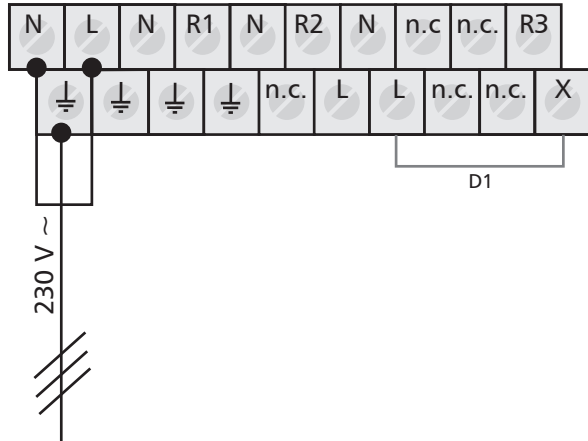 N L N R1 N R2 N n.c n.c. R3
n.c. L L n.c. n.c. X
D1
230 V ~